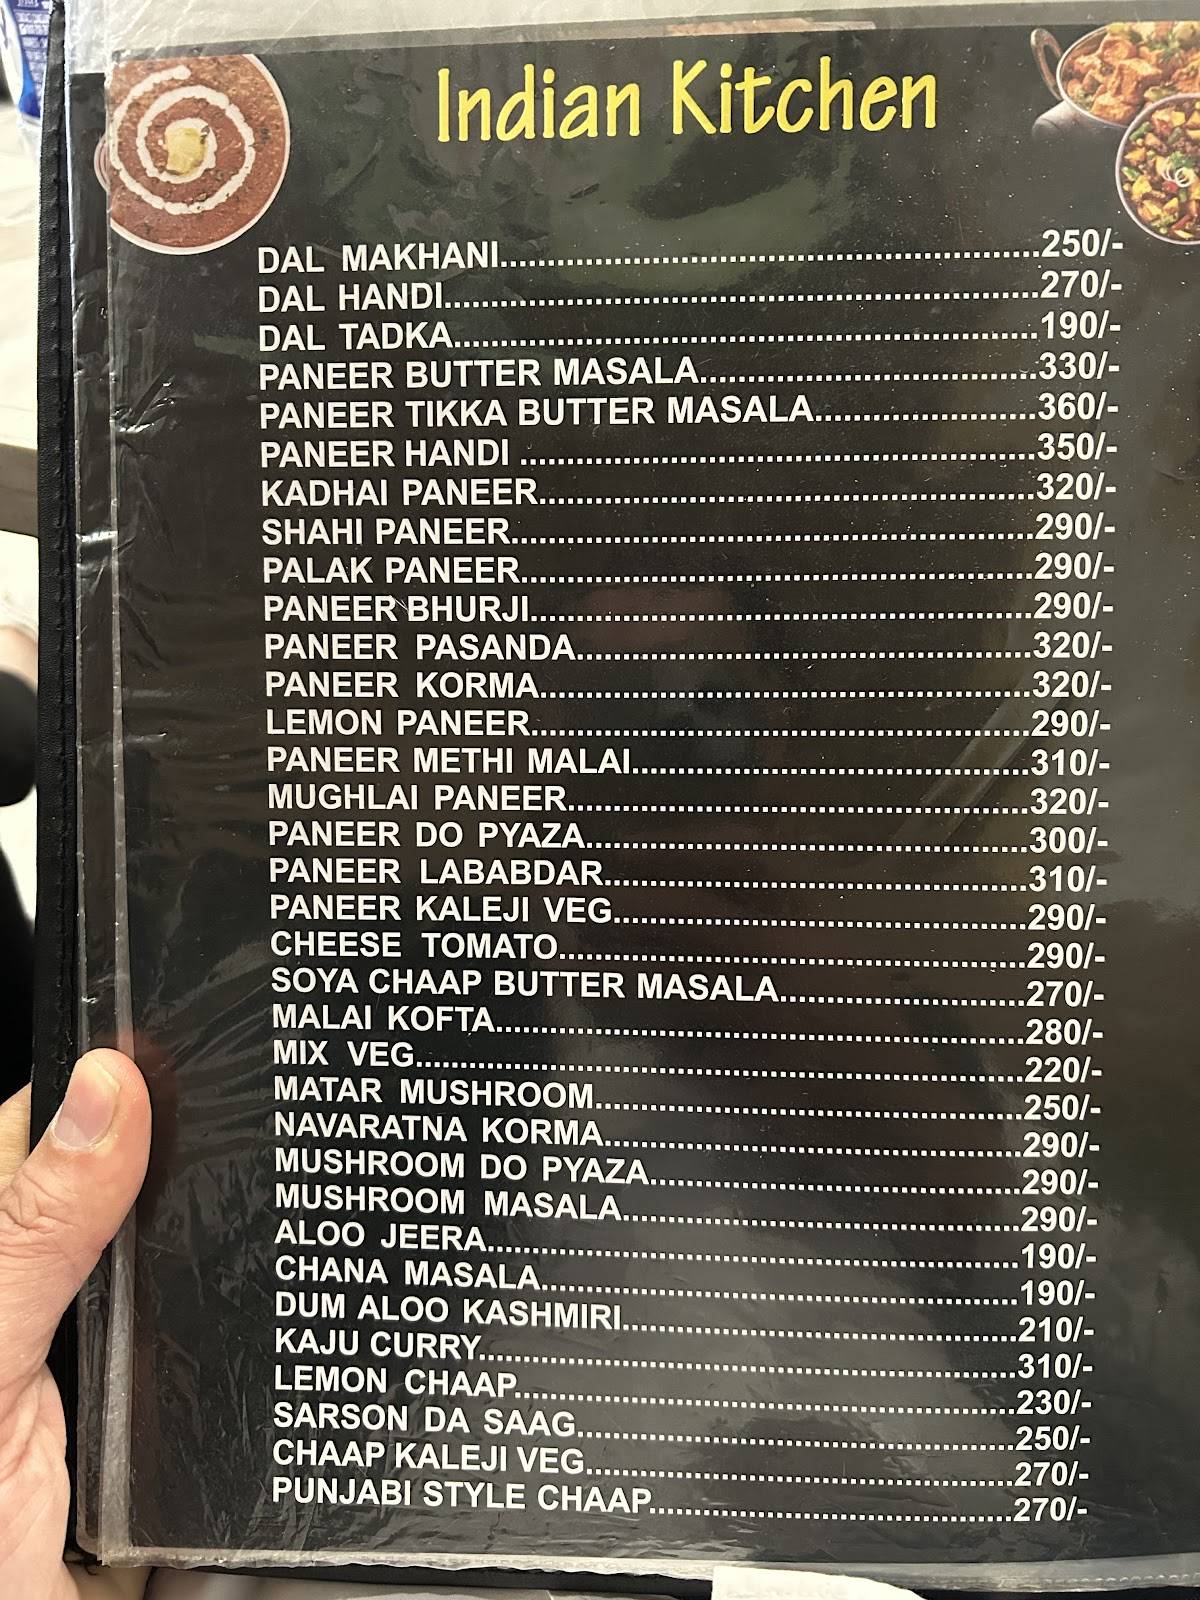 Indian Kitchen
DAL MAKHANI......250/-
DAL HANDI......270/-
DAL TADKA......190/-
PANEER BUTTER MASALA......330/-
PANEER TIKKA BUTTER MASALA......360/-
PANEER HANDI ......350/-
KADHAI PANEER......320/-
SHAHI PANEER......290/-
PALAK PANEER......290/-
PANEER BHURJI......290/-
PANEER PASANDA......320/-
PANEER KORMA......320/-
LEMON PANEER......290/-
PANEER METHI MALAI......310/-
MUGHLAI PANEER......320/-
PANEER DO PYAZA......300/-
PANEER LABABDAR......310/-
PANEER KALEJI VEG......290/-
CHEESE TOMATO......290/-
SOYA CHAAP BUTTER MASALA......270/-
MALAI KOFTA......280/-
MIX VEG......220/-
MATAR MUSHROOM......250/-
NAVARATNA KORMA......290/-
MUSHROOM DO PYAZA......290/-
MUSHROOM MASALA......290/-
ALOO JEERA......190/-
CHANA MASALA......190/-
DUM ALOO KASHMIRI......210/-
KAJU CURRY......310/-
LEMON CHAAP......230/-
SARSON DA SAAG......250/-
CHAAP KALEJI VEG......270/-
PUNJABI STYLE CHAAP......270/-